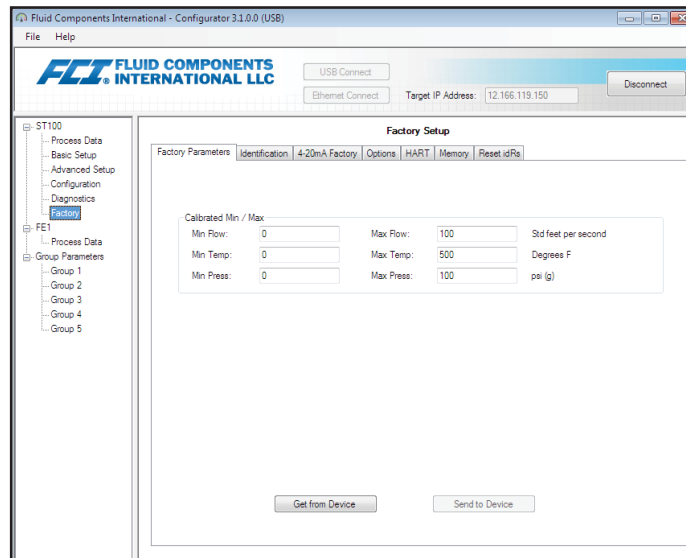 Fluid Components International - Configurator 3.1.0.0 (USB)
File Help
FCI. FLUID COMPONENTS
® INTERNATIONAL LLC
USB Connect
Ethernet Connect
Target IP Address: 12.166.119.150
Disconnect
ST100
Process Data
Basic Setup
Advanced Setup
Configuration
Diagnostics
Factory
FE1
Process Data
Group Parameters
Group 1
Group 2
Group 3
Group 4
Group 5
Factory Setup
Factory Parameters Identification 4-20mA Factory Options HART Memory Reset idRs
Calibrated Min / Max
Min Flow: 0 Max Flow: 100 Std feet per second
Min Temp: 0 Max Temp: 500 Degrees F
Min Press: 0 Max Press: 100 psi (g)
Get from Device Send to Device